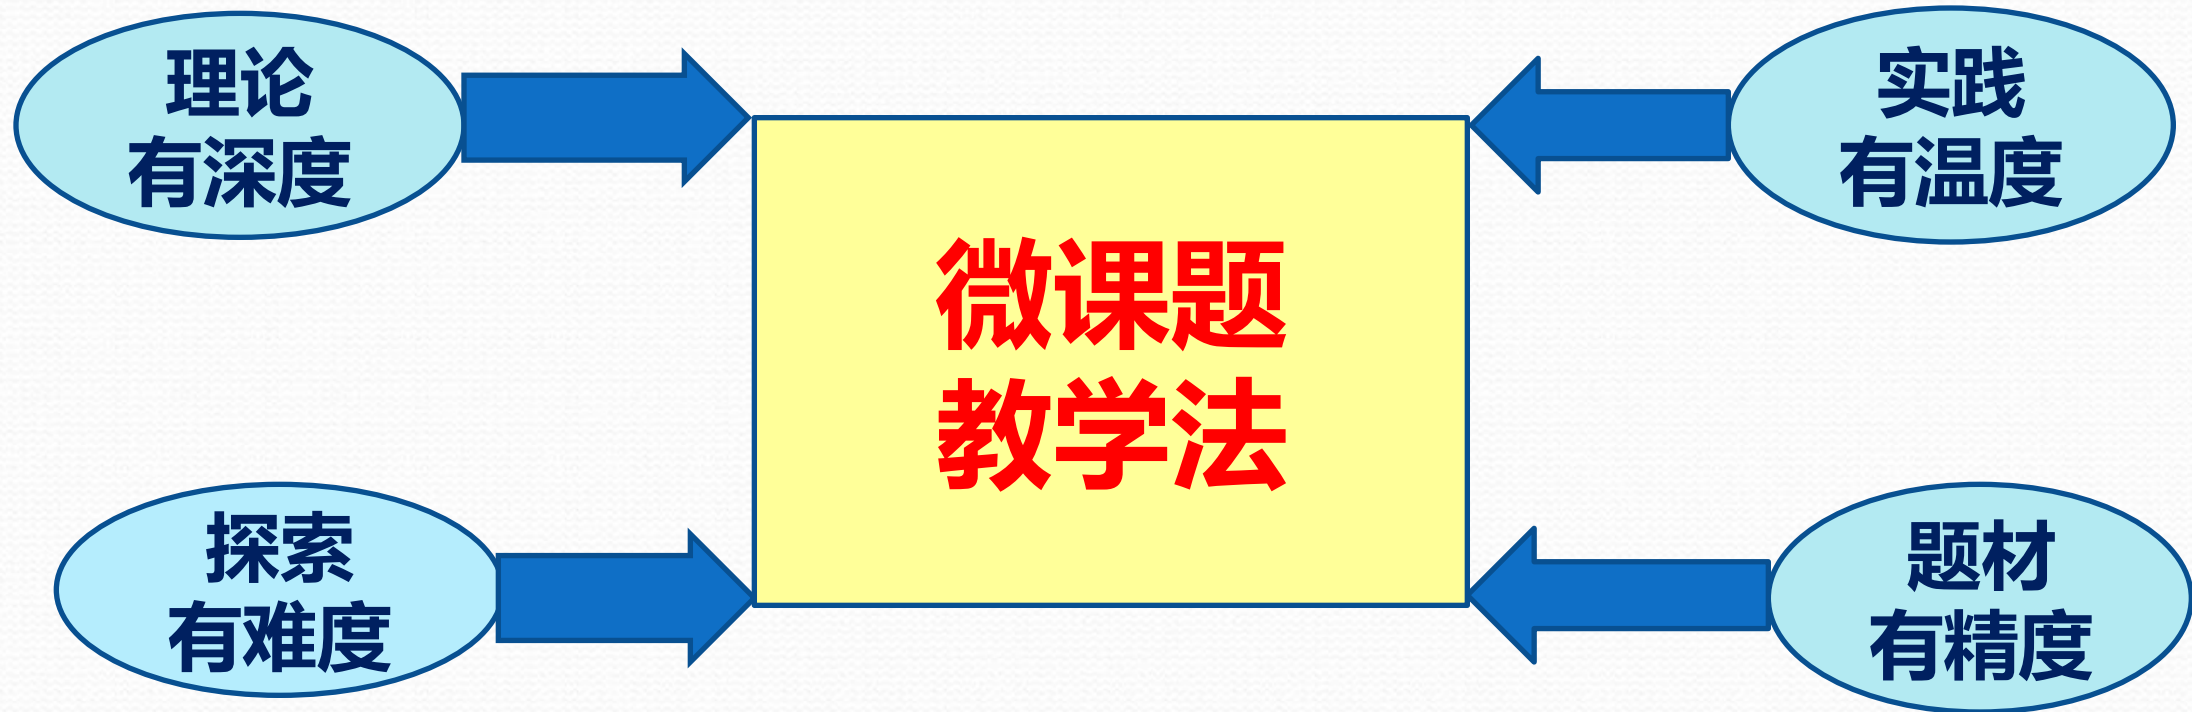 理论
有深度
实践
有温度
微课题
教学法
探索
有难度
题材
有精度